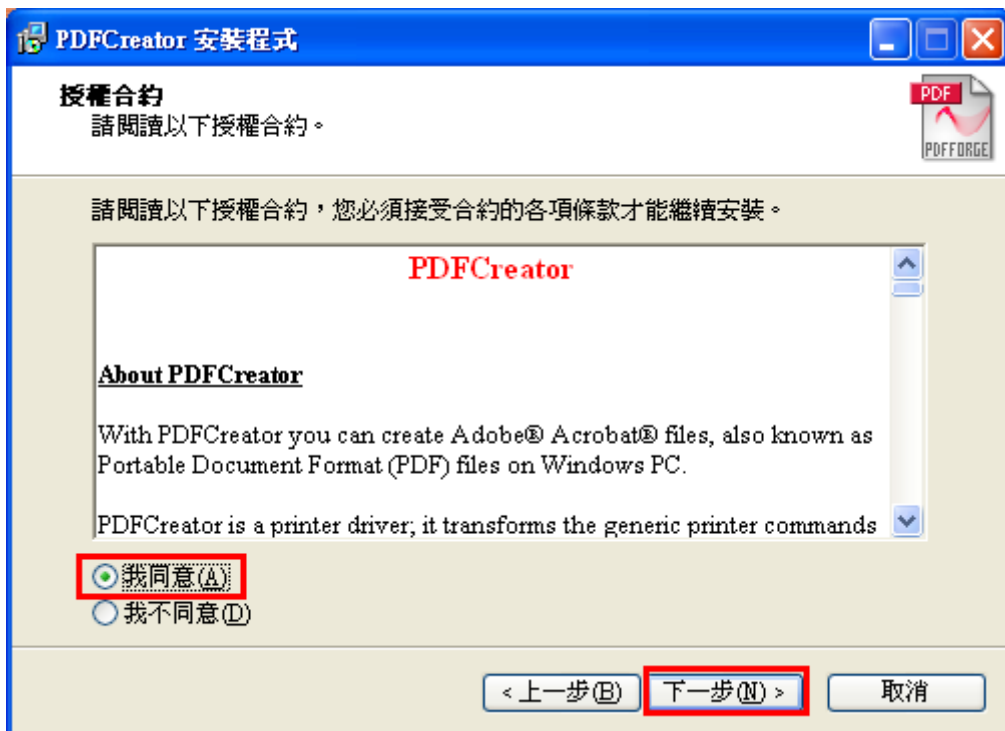 PDFCreator 安裝程式
授權合約
請閱讀以下授權合約。
PDF
PDFFORGE
請閱讀以下授權合約，您必須接受合約的各項條款才能繼續安裝。
PDFCreator
About PDFCreator
With PDFCreator you can create Adobe® Acrobat® files, also known as
Portable Document Format (PDF) files on Windows PC.
PDFCreator is a printer driver; it transforms the generic printer commands
我同意(A)
我不同意(D)
<上一步(B)
下一步(N) >
取消